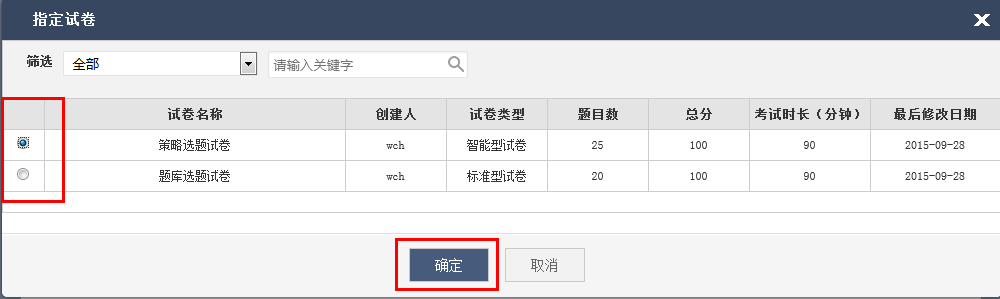 指定试卷
筛选 全部 请输入关键字
试卷名称 创建人 试卷类型 题目数 总分 考试时长（分钟） 最后修改日期
策略选题试卷 wch 智能型试卷 25 100 90 2015-09-28
题库选题试卷 wch 标准型试卷 20 100 90 2015-09-28
确定 取消